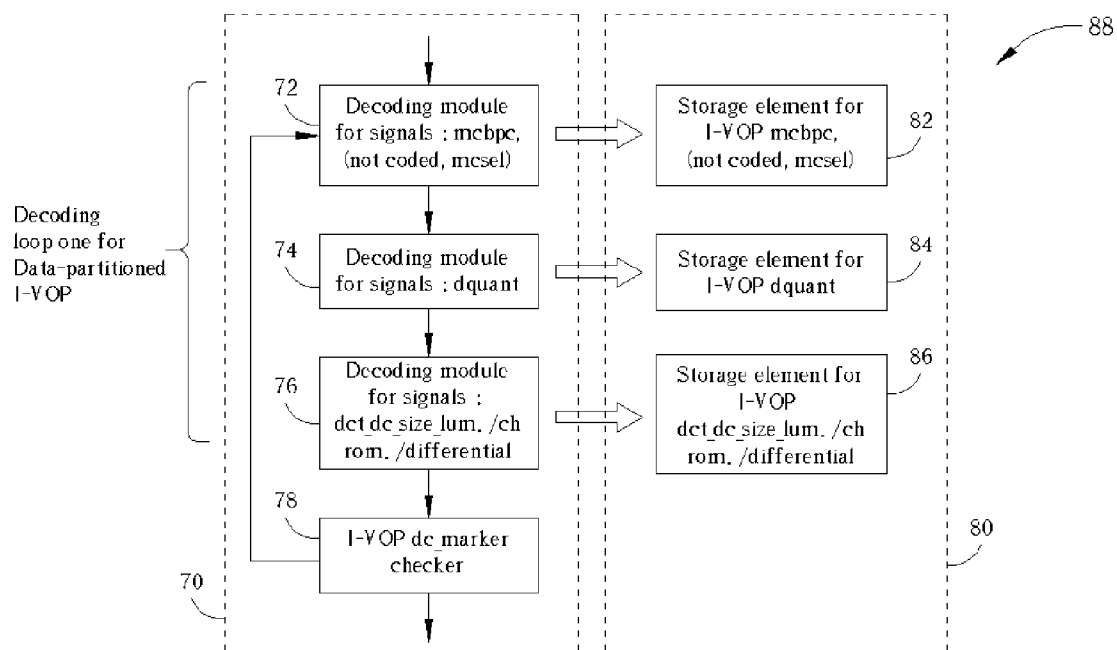 88
72
Decoding module
for signals : mcbpc,
(not coded, mcsel)
Storage element for
I-VOP mcbpc,
(not coded, mcsel)
82
Decoding
loop one for
Data-partitioned
I-VOP
74
Decoding module
for signals : dquant
Storage element for
I-VOP dquant
84
76
Decoding module
for signals :
dct_dc_size_lum. /ch
rom. /differential
Storage element for
I-VOP
dct_dc_size_lum. /ch
rom. /differential
86
78
I-VOP dc_marker
checker
70
80